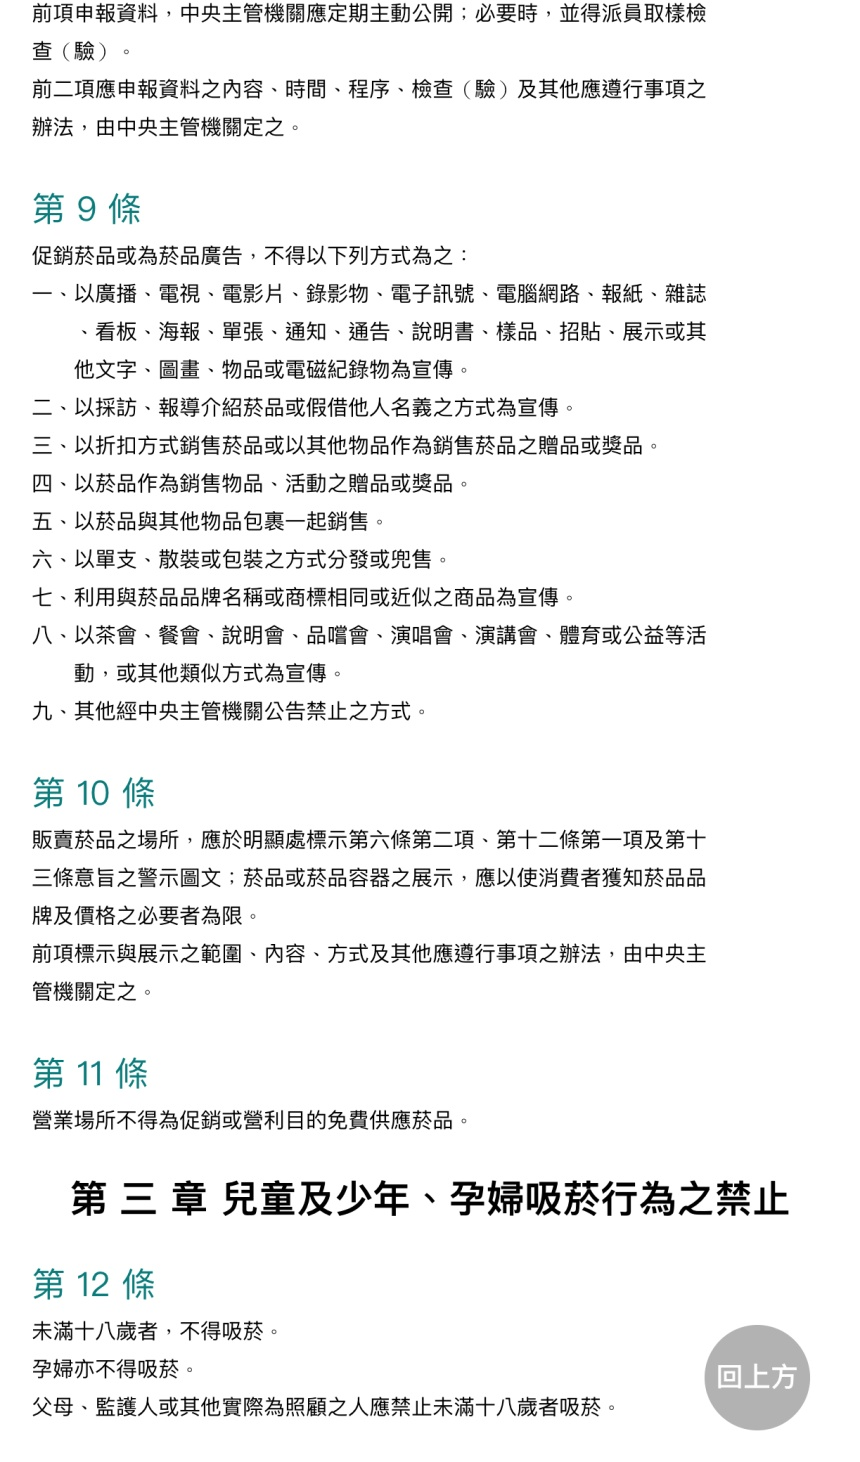 前項申報資料，中央主管機關應定期主動公開；必要時，並得派員取樣檢
查（驗）。
前二項應申報資料之內容、時間、程序、檢查（驗）及其他應遵行事項之
辦法，由中央主管機關定之。
第 9 條
促銷菸品或為菸品廣告，不得以下列方式為之：
一、以廣播、電視、電影片、錄影物、電子訊號、電腦網路、報紙、雜誌
、看板、海報、單張、通知、通告、說明書、樣品、招貼、展示或其
他文字、圖畫、物品或電磁紀錄物為宣傳。
二、以採訪、報導介紹菸品或假借他人名義之方式為宣傳。
三、以折扣方式銷售菸品或以其他物品作為銷售菸品之贈品或獎品。
四、以菸品作為銷售物品、活動之贈品或獎品。
五、以菸品與其他物品包裹一起銷售。
六、以單支、散裝或包裝之方式分發或兜售。
七、利用與菸品品牌名稱或商標相同或近似之商品為宣傳。
八、以茶會、餐會、說明會、品嚐會、演唱會、演講會、體育或公益等活
動，或其他類似方式為宣傳。
九、其他經中央主管機關公告禁止之方式。
第 10 條
販賣菸品之場所，應於明顯處標示第六條第二項、第十二條第一項及第十
三條意旨之警示圖文；菸品或菸品容器之展示，應以使消費者獲知菸品品
牌及價格之必要者為限。
前項標示與展示之範圍、內容、方式及其他應遵行事項之辦法，由中央主
管機關定之。
第 11 條
營業場所不得為促銷或營利目的免費供應菸品。
第 三 章 兒童及少年、孕婦吸菸行為之禁止
第 12 條
未滿十八歲者，不得吸菸。
孕婦亦不得吸菸。
父母、監護人或其他實際為照顧之人應禁止未滿十八歲者吸菸。
回上方